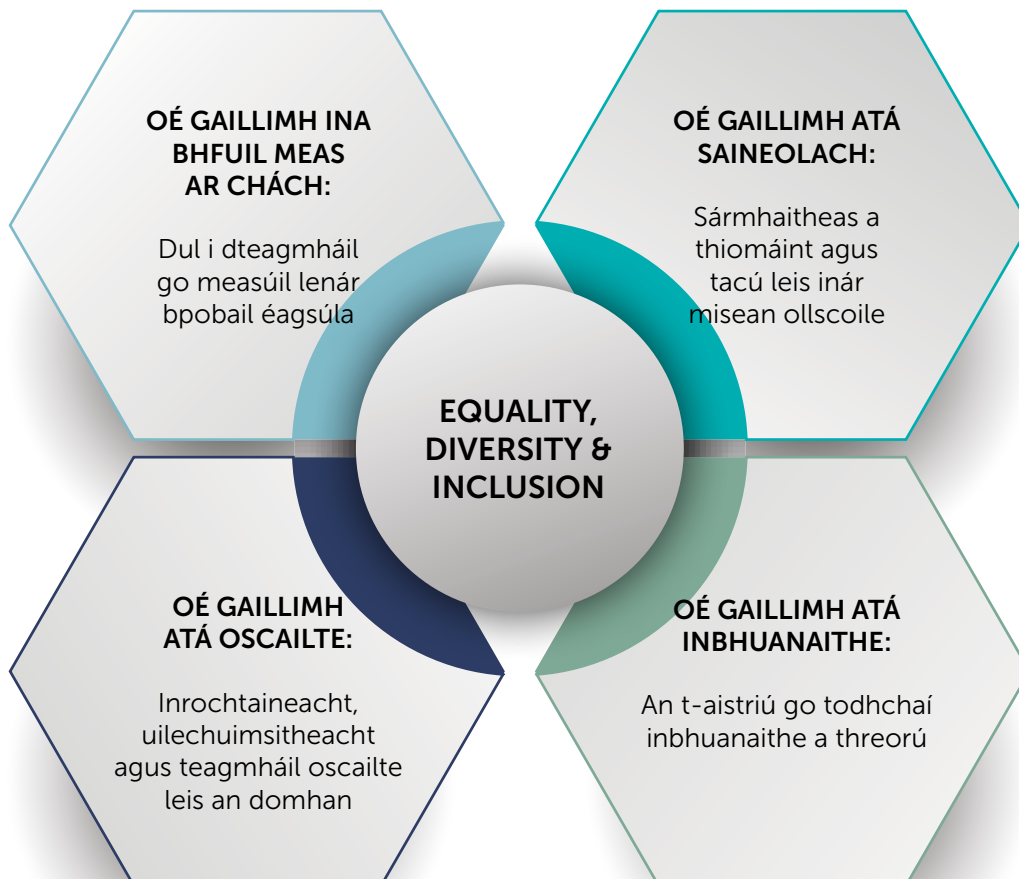 OÉ GAILLIMH INA
BHFUIL MEAS
AR CHÁCH:
Dul i dteagmháil
go measúil lenár
bpobail éagsúla
OÉ GAILLIMH ATÁ
SAINEOLACH:
Sármhaitheas a
thiomáint agus
tacú leis inár
misean ollscoile
EQUALITY,
DIVERSITY &
INCLUSION
OÉ GAILLIMH
ATÁ OSCAILTE:
Inrochtaineacht,
uilechuimsitheacht
agus teagmháil oscailte
leis an domhan
OÉ GAILLIMH ATÁ
INBHUANAITHE:
An t-aistriú go todhchaí
inbhuanaithe a threorú